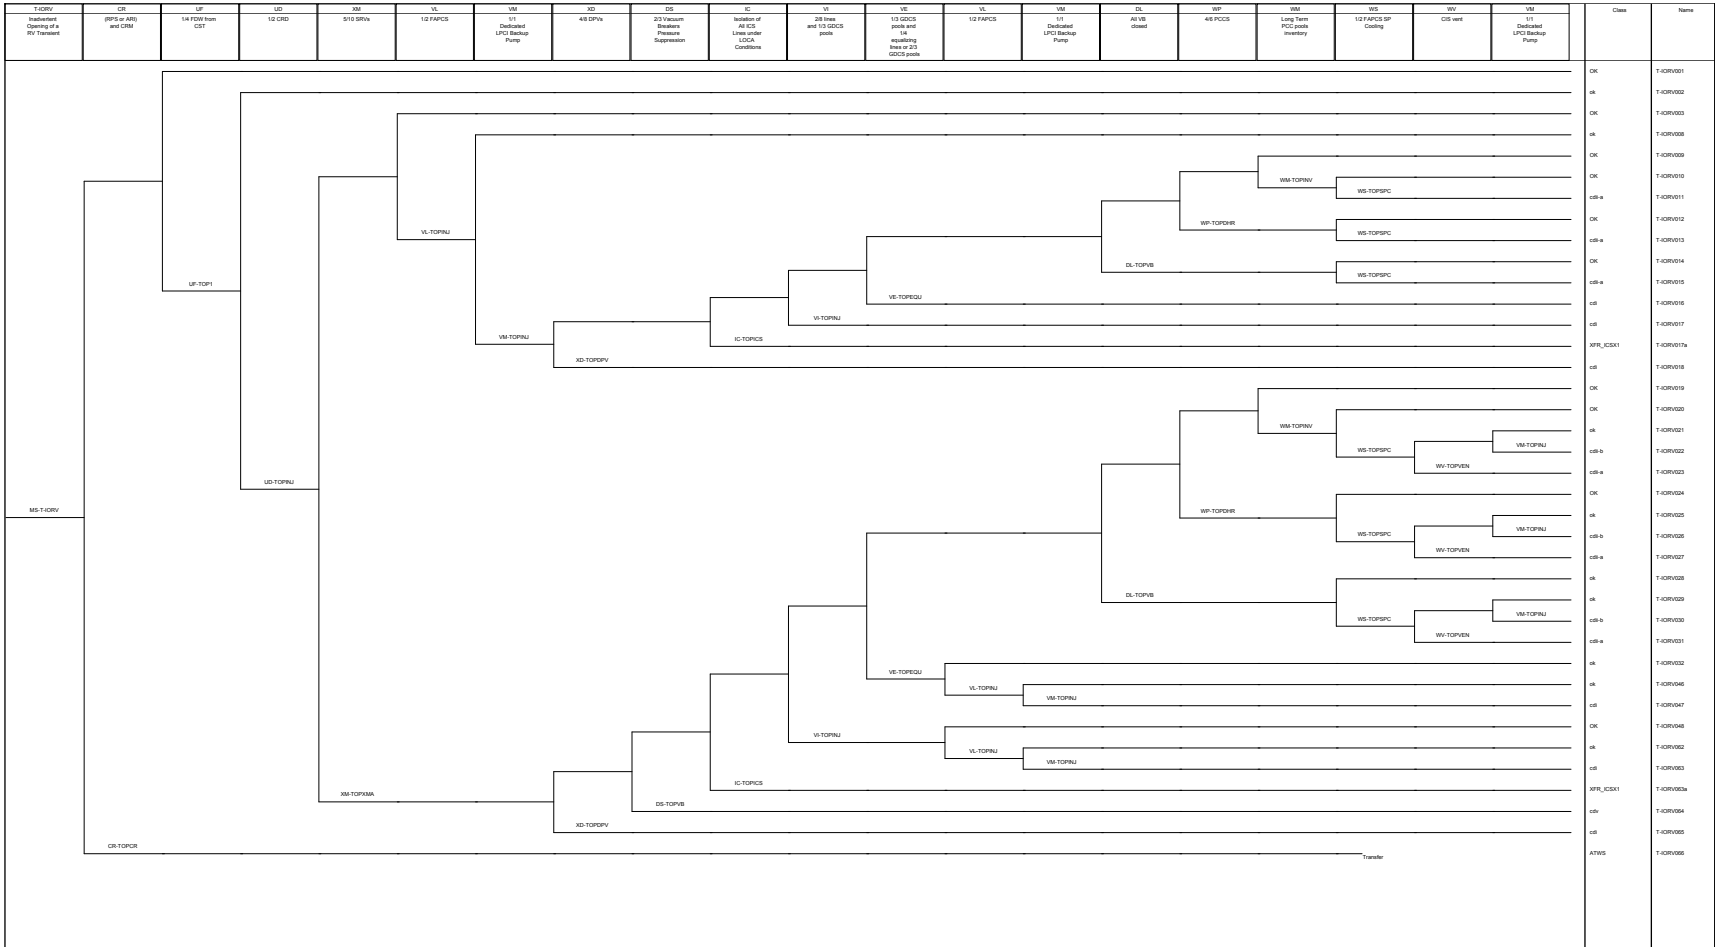 T-IORV
CR
UF
UD
XM
VL
VM
XD
DS
IC
VI
VE
VL
VM
DL
WP
WM
WS
WV
VM
Class
Name
Inadvertent
Opening of a
RV Transient
(RPS or ARI)
and CRM
1/4 FDW from
CST
1/2 CRD
5/10 SRVs
1/2 FAPCS
1/1
Dedicated
LPCI Backup
Pump
4/8 DPVs
2/3 Vacuum
Breakers
Pressure
Suppression
Isolation of
All ICS
Lines under
LOCA
Conditions
2/8 lines
and 1/3 GDCS
pools
1/3 GDCS
pools and
1/4
equalizing
lines or 2/3
GDCS pools
1/2 FAPCS
1/1
Dedicated
LPCI Backup
Pump
All VB
closed
4/6 PCCS
Long Term
PCC pools
inventory
1/2 FAPCS SP
Cooling
CIS vent
1/1
Dedicated
LPCI Backup
Pump
OK T-IORV001
ok T-IORV002
OK T-IORV003
ok T-IORV008
OK T-IORV009
WM-TOPINV
OK T-IORV010
WS-TOPSPC
cdii-a T-IORV011
OK T-IORV012
WP-TOPDHR
VL-TOPINJ
WS-TOPSPC
cdii-a T-IORV013
OK T-IORV014
DL-TOPVB
WS-TOPSPC
cdii-a T-IORV015
UF-TOP1
VE-TOPEQU
cdi T-IORV016
VI-TOPINJ
cdi T-IORV017
VM-TOPINJ
IC-TOPICS
XFR_ICSX1 T-IORV017a
XD-TOPDPV
cdi T-IORV018
OK T-IORV019
OK T-IORV020
WM-TOPINV
ok T-IORV021
VM-TOPINJ
WS-TOPSPC
cdii-b T-IORV022
WV-TOPVEN
cdii-a T-IORV023
UD-TOPINJ
OK T-IORV024
MS-T-IORV
WP-TOPDHR
ok T-IORV025
VM-TOPINJ
WS-TOPSPC
cdii-b T-IORV026
WV-TOPVEN
cdii-a T-IORV027
ok T-IORV028
DL-TOPVB
ok T-IORV029
VM-TOPINJ
WS-TOPSPC
cdii-b T-IORV030
WV-TOPVEN
cdii-a T-IORV031
ok T-IORV032
VE-TOPEQU
ok T-IORV046
VL-TOPINJ
VM-TOPINJ
cdi T-IORV047
OK T-IORV048
VI-TOPINJ
ok T-IORV062
VL-TOPINJ
VM-TOPINJ
cdi T-IORV063
IC-TOPICS
XFR_ICSX1 T-IORV063a
XM-TOPXMA
DS-TOPVB
cdv T-IORV064
XD-TOPDPV
cdi T-IORV065
CR-TOPCR
Transfer
ATWS T-IORV066